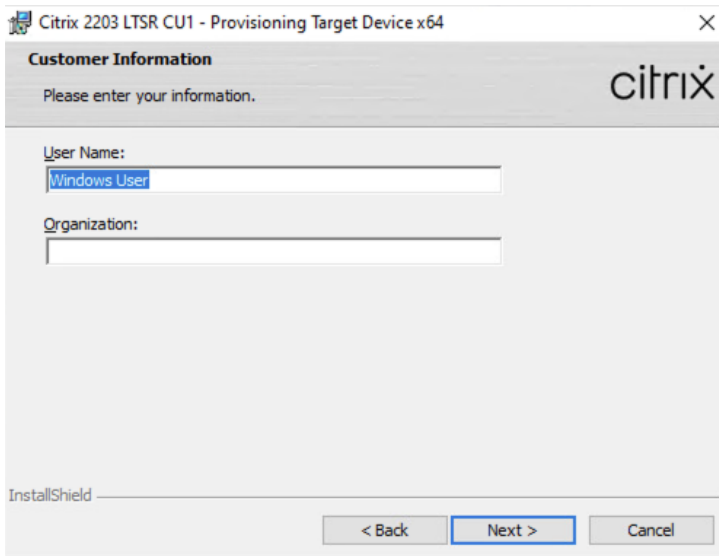 Citrix 2203 LTSR CU1 - Provisioning Target Device x64
Customer Information
Please enter your information.
citrix
User Name:
Windows User
Organization:
InstallShield
< Back Next > Cancel